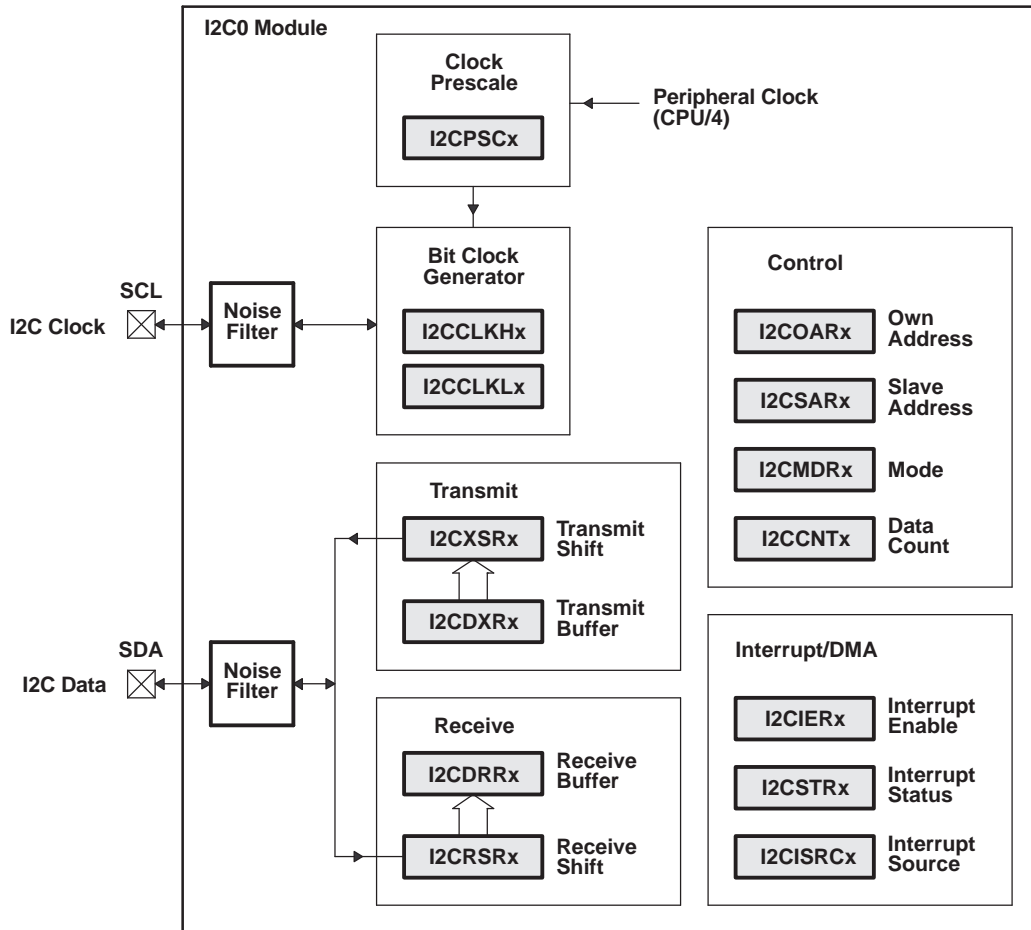 I2C0 Module
Clock
Prescale
I2CPSCx
Peripheral Clock
(CPU/4)
Bit Clock
Generator
I2CCLKHx
I2CCLKLx
SCL
I2C Clock
Noise
Filter
Control
I2COARx
Own
Address
I2CSARx
Slave
Address
I2CMDRx
Mode
I2CCNTx
Data
Count
Transmit
I2CXSRx
Transmit
Shift
I2CDXRx
Transmit
Buffer
SDA
I2C Data
Noise
Filter
Receive
I2CDRRx
Receive
Buffer
I2CRSRx
Receive
Shift
Interrupt/DMA
I2CIERx
Interrupt
Enable
I2CSTRx
Interrupt
Status
I2CISRCx
Interrupt
Source